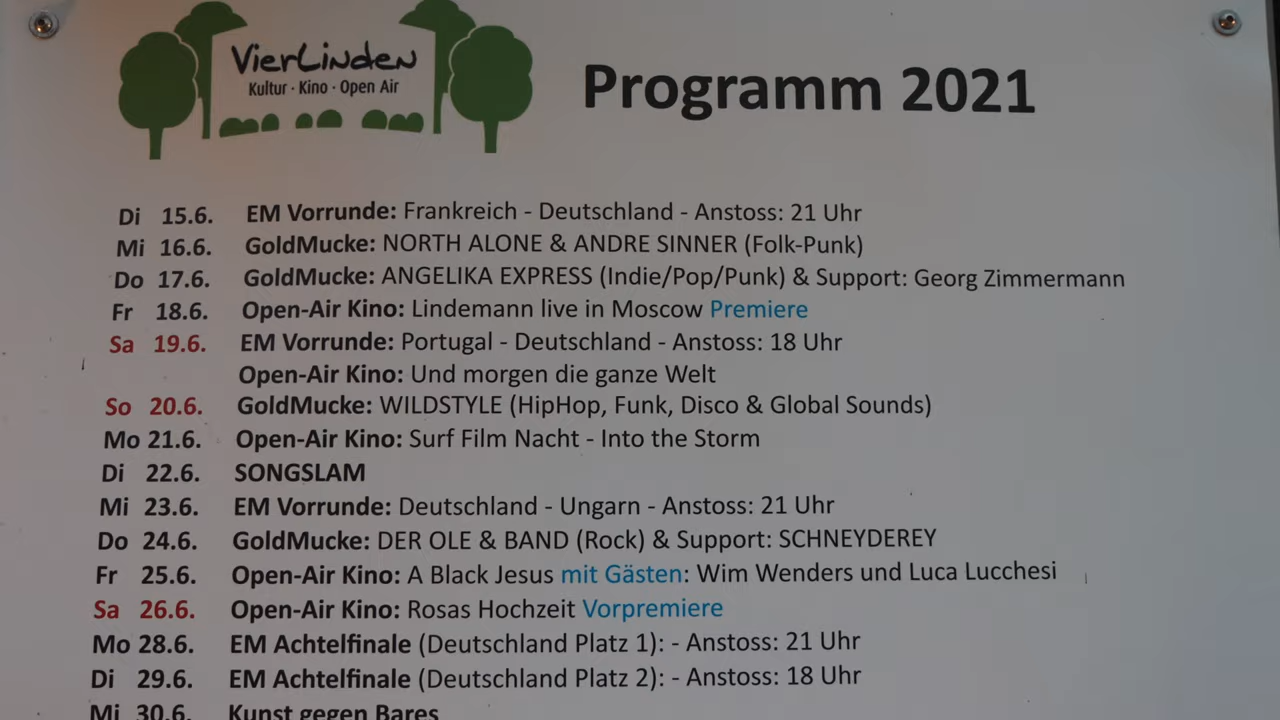 VierLinden
Kultur · Kino · Open Air
Programm 2021
Di 15.6. EM Vorrunde: Frankreich - Deutschland - Anstoss: 21 Uhr
Mi 16.6. GoldMucke: NORTH ALONE & ANDRE SINNER (Folk-Punk)
Do 17.6. GoldMucke: ANGELIKA EXPRESS (Indie/Pop/Punk) & Support: Georg Zimmermann
Fr 18.6. Open-Air Kino: Lindemann live in Moscow Premiere
Sa 19.6. EM Vorrunde: Portugal - Deutschland - Anstoss: 18 Uhr
Open-Air Kino: Und morgen die ganze Welt
So 20.6. GoldMucke: WILDSTYLE (HipHop, Funk, Disco & Global Sounds)
Mo 21.6. Open-Air Kino: Surf Film Nacht - Into the Storm
Di 22.6. SONGSLAM
Mi 23.6. EM Vorrunde: Deutschland - Ungarn - Anstoss: 21 Uhr
Do 24.6. GoldMucke: DER OLE & BAND (Rock) & Support: SCHNEYDEREY
Fr 25.6. Open-Air Kino: A Black Jesus mit Gästen: Wim Wenders und Luca Lucchesi
Sa 26.6. Open-Air Kino: Rosas Hochzeit Vorpremiere
Mo 28.6. EM Achtelfinale (Deutschland Platz 1): - Anstoss: 21 Uhr
Di 29.6. EM Achtelfinale (Deutschland Platz 2): - Anstoss: 18 Uhr
Mi 30.6. Kunst gegen Bares